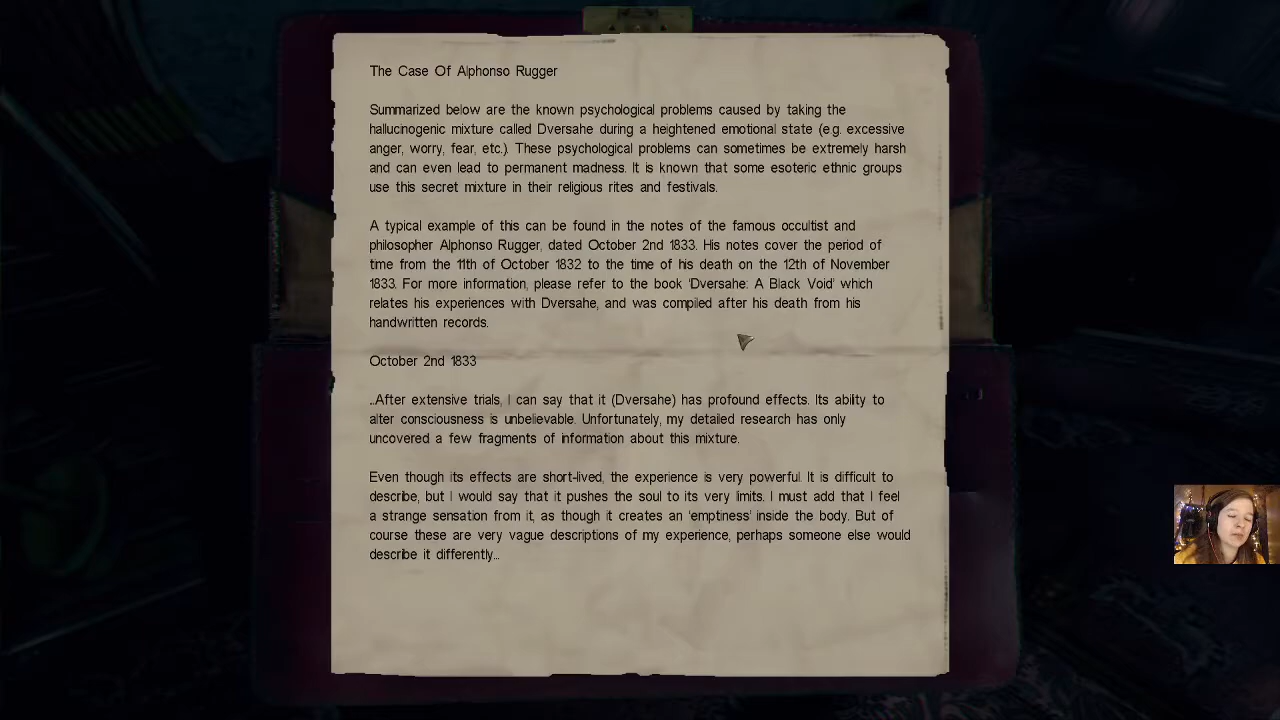 The Case Of Alphonso Rugger
Summarized below are the known psychological problems caused by taking the
hallucinogenic mixture called Dversahe during a heightened emotional state (e.g. excessive
anger, worry, fear, etc.). These psychological problems can sometimes be extremely harsh
and can even lead to permanent madness. It is known that some esoteric ethnic groups
use this secret mixture in their religious rites and festivals.
A typical example of this can be found in the notes of the famous occultist and
philosopher Alphonso Rugger, dated October 2nd 1833. His notes cover the period of
time from the 11th of October 1832 to the time of his death on the 12th of November
1833. For more information, please refer to the book 'Dversahe: A Black Void' which
relates his experiences with Dversahe, and was compiled after his death from his
handwritten records.
October 2nd 1833
...After extensive trials, I can say that it (Dversahe) has profound effects. Its ability to
alter consciousness is unbelievable. Unfortunately, my detailed research has only
uncovered a few fragments of information about this mixture.
Even though its effects are short-lived, the experience is very powerful. It is difficult to
describe, but I would say that it pushes the soul to its very limits. I must add that I feel
a strange sensation from it, as though it creates an 'emptiness' inside the body. But of
course these are very vague descriptions of my experience, perhaps someone else would
describe it differently...